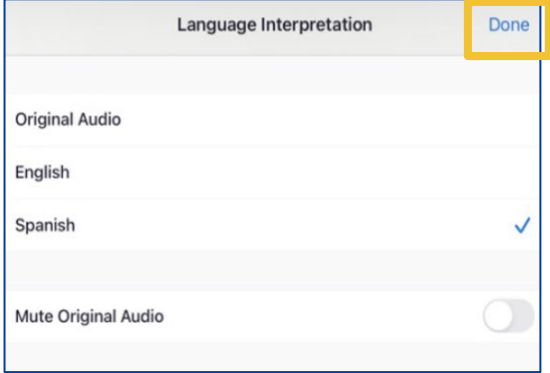 Language Interpretation Done
Original Audio
English
Spanish
Mute Original Audio